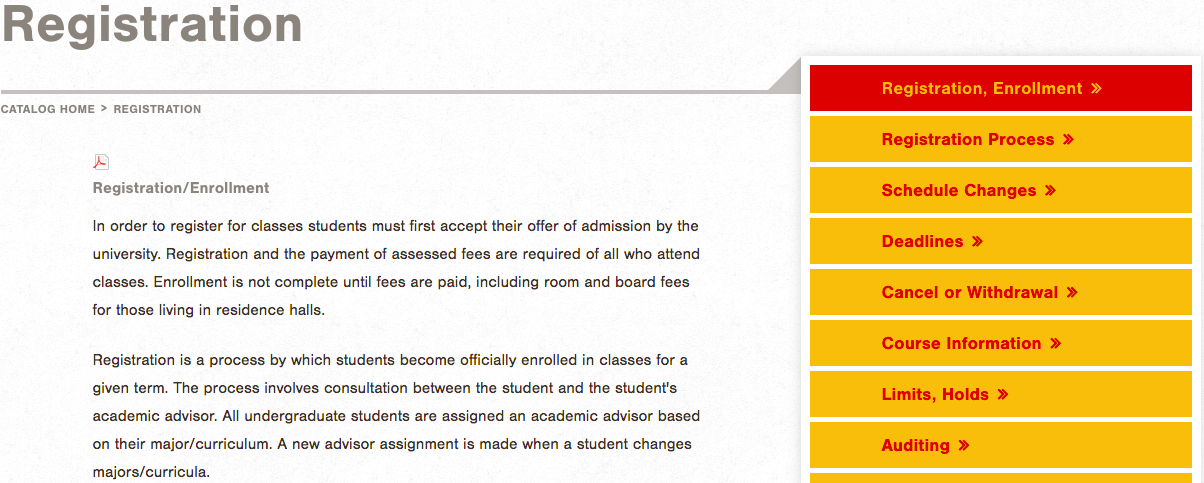 Registration
CATALOG HOME > REGISTRATION
Registration/Enrollment
In order to register for classes students must first accept their offer of admission by the
university. Registration and the payment of assessed fees are required of all who attend
classes. Enrollment is not complete until fees are paid, including room and board fees
for those living in residence halls.
Registration is a process by which students become officially enrolled in classes for a
given term. The process involves consultation between the student and the student's
academic advisor. All undergraduate students are assigned an academic advisor based
on their major/curriculum. A new advisor assignment is made when a student changes
majors/curricula.
Registration, Enrollment »
Registration Process »
Schedule Changes »
Deadlines »
Cancel or Withdrawal »
Course Information »
Limits, Holds »
Auditing »